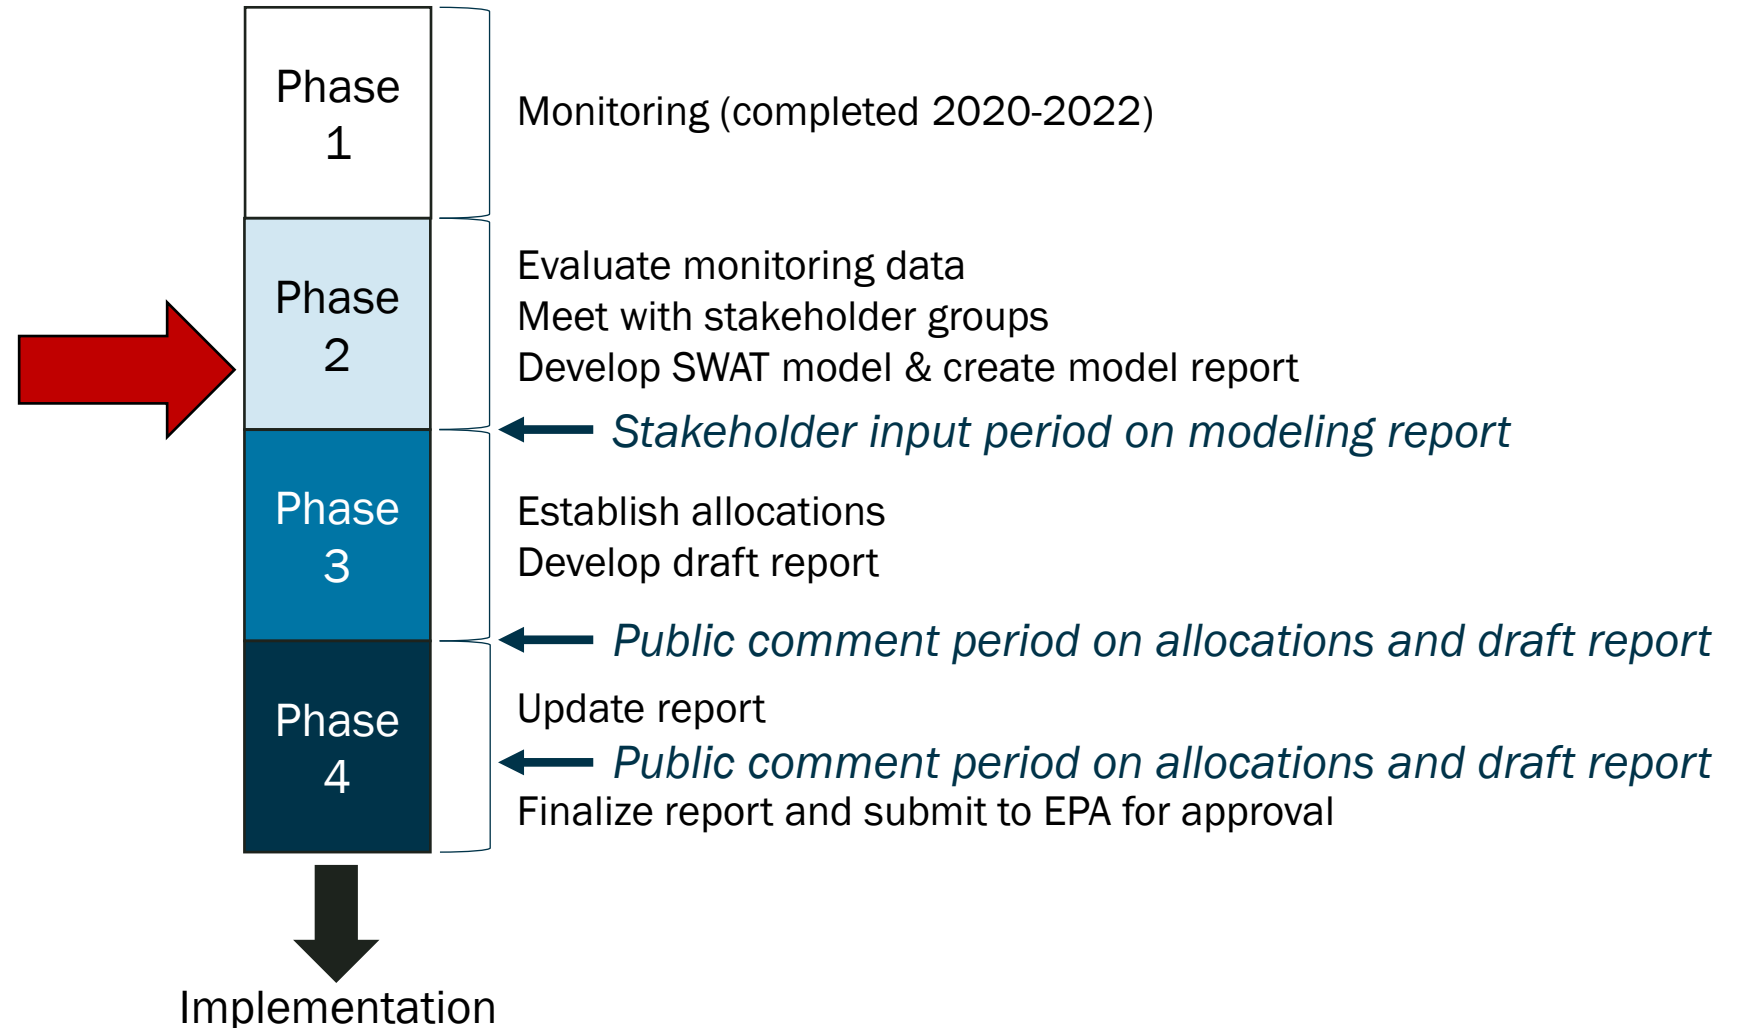 Phase
1
Monitoring (completed 2020-2022)
Phase
2
Evaluate monitoring data
Meet with stakeholder groups
Develop SWAT model & create model report
Stakeholder input period on modeling report
Phase
3
Establish allocations
Develop draft report
Public comment period on allocations and draft report
Phase
4
Update report
Public comment period on allocations and draft report
Finalize report and submit to EPA for approval
Implementation